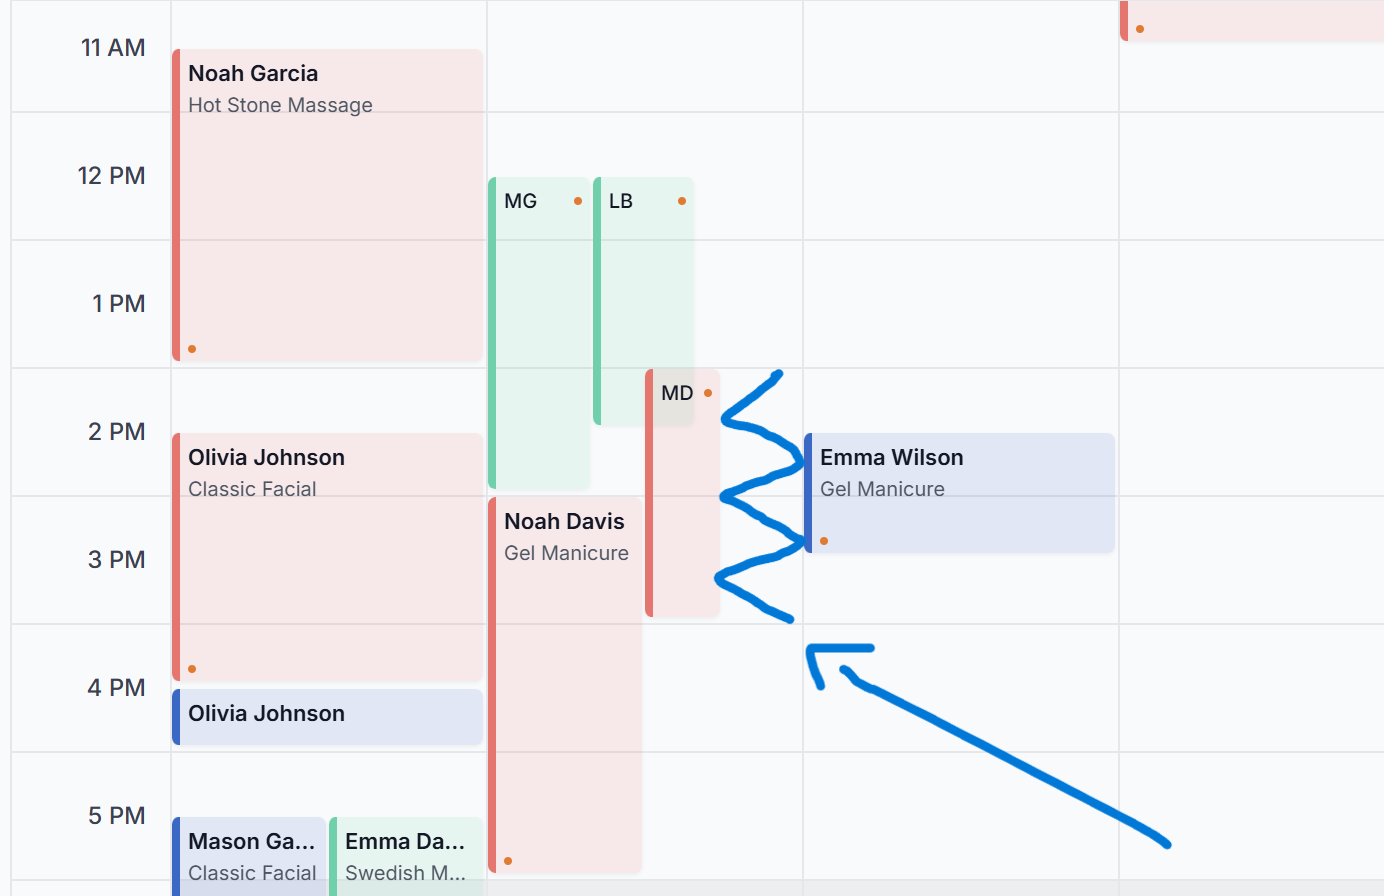 11 AM
Noah Garcia
Hot Stone Massage
12 PM
MG
LB
1 PM
MD
2 PM
Olivia Johnson
Classic Facial
Emma Wilson
Gel Manicure
Noah Davis
Gel Manicure
3 PM
4 PM
Olivia Johnson
5 PM
Mason Ga...
Classic Facial
Emma Da...
Swedish M...